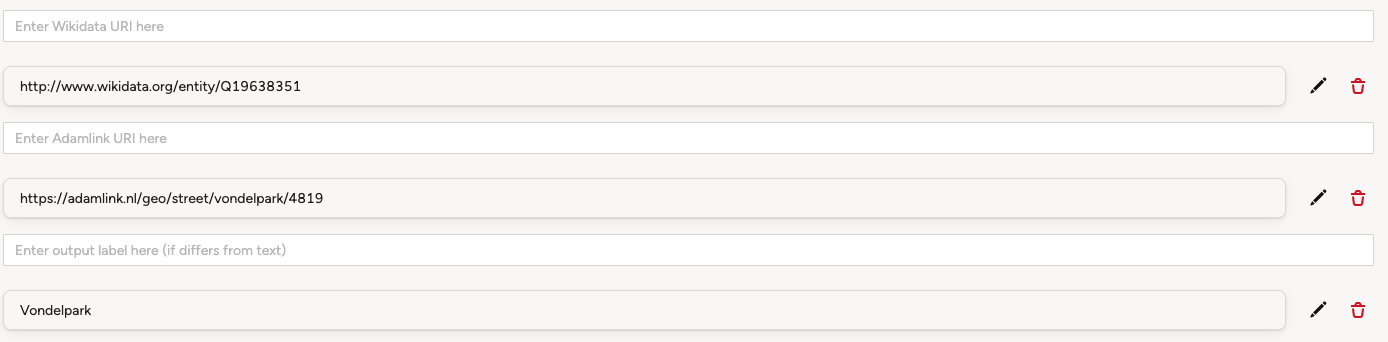 Enter Wikidata URI here
http://www.wikidata.org/entity/Q19638351
Enter Adamlink URI here
https://adamlink.nl/geo/street/vondelpark/4819
Enter output label here (if differs from text)
Vondelpark